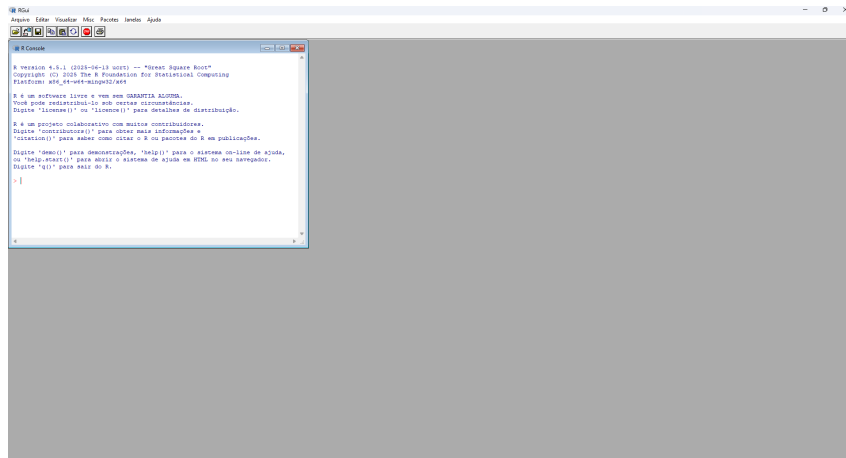 RGui
Arquivo Editar Visualizar Misc Pacotes Janelas Ajuda
R Console
R version 4.5.1 (2025-06-13 ucrt) -- "Great Square Root"
Copyright (C) 2025 The R Foundation for Statistical Computing
Platform: x86_64-w64-mingw32/x64
R é um software livre e vem sem GARANTIA ALGUMA.
Você pode redistribuí-lo sob certas circunstâncias.
Digite 'license()' ou 'licence()' para detalhes de distribuição.
R é um projeto colaborativo com muitos contribuidores.
Digite 'contributors()' para obter mais informações e
'citation()' para saber como citar o R ou pacotes do R em publicações.
Digite 'demo()' para demonstrações, 'help()' para o sistema on-line de ajuda,
ou 'help.start()' para abrir o sistema de ajuda em HTML no seu navegador.
Digite 'q()' para sair do R.
>